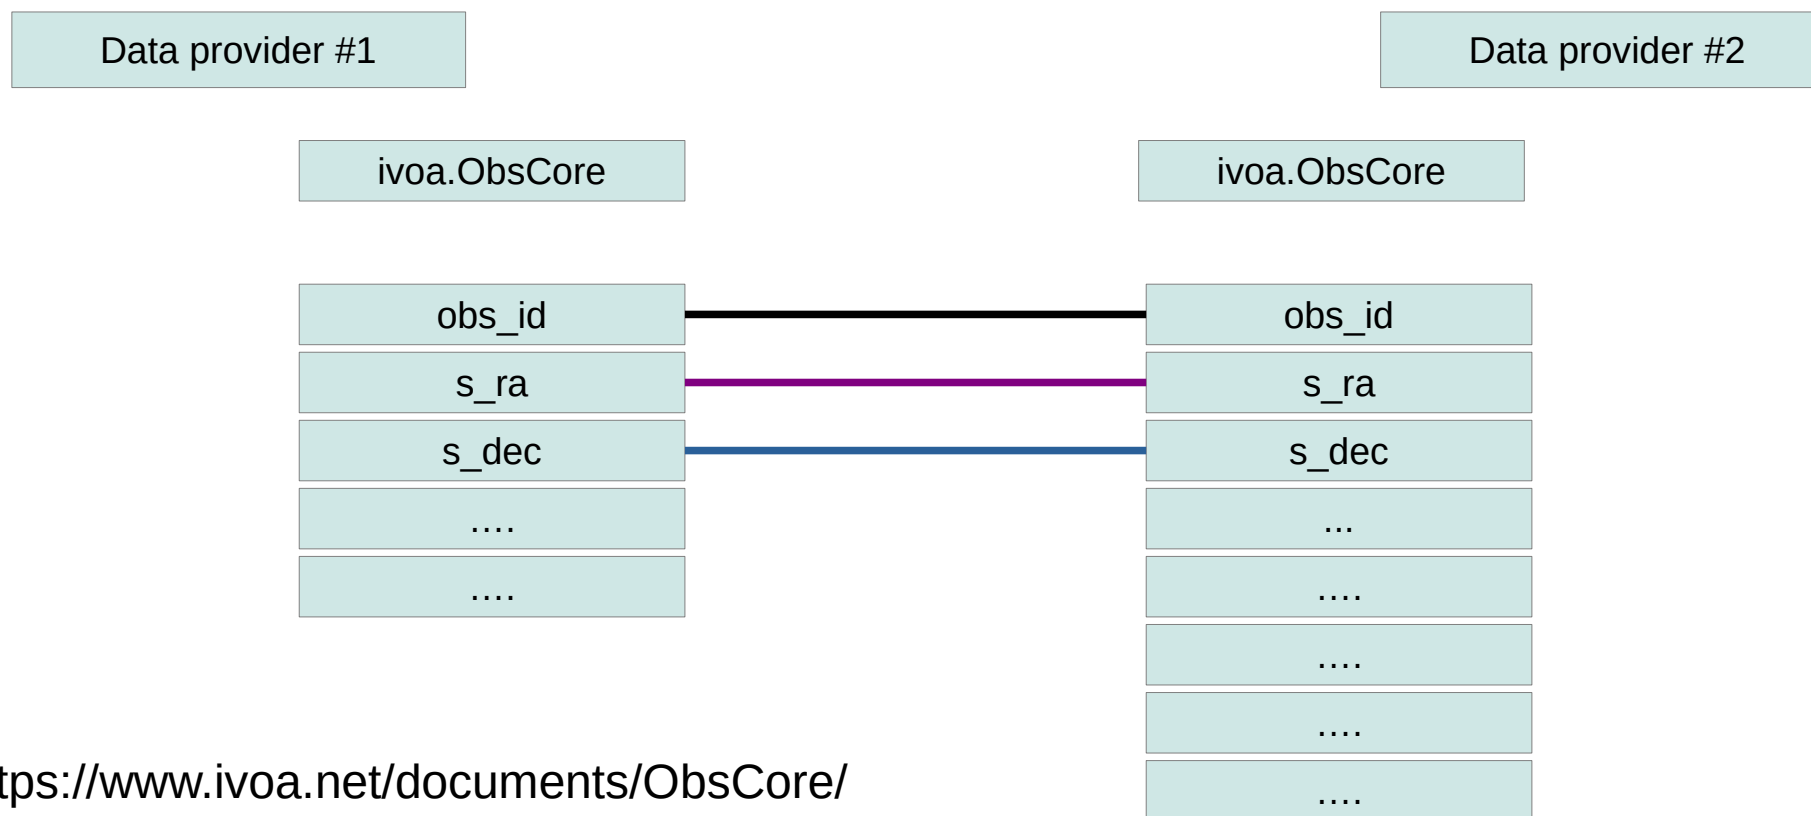 Data provider #1
Data provider #2
ivoa.ObsCore
ivoa.ObsCore
obs_id
obs_id
s_ra
s_ra
s_dec
s_dec
....
...
....
....
....
....
....
tps://www.ivoa.net/documents/ObsCore/